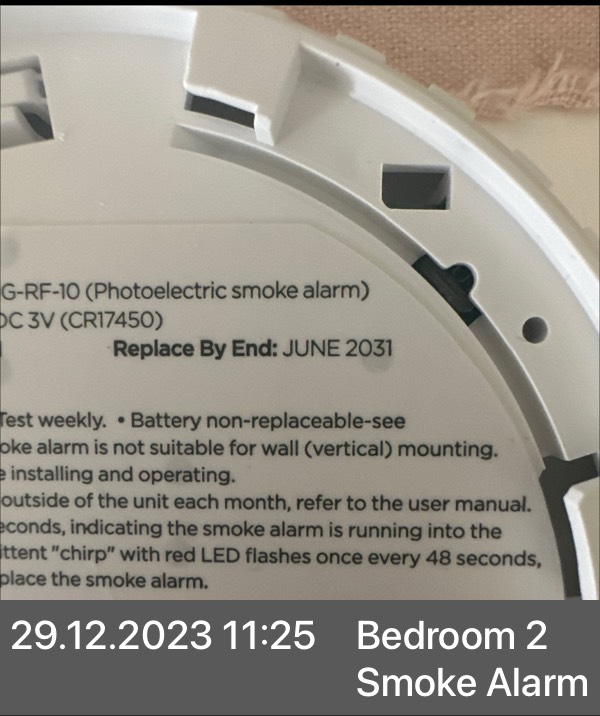 G-RF-10 (Photoelectric smoke alarm)
DC 3V (CR17450)
Replace By End: JUNE 2031
Test weekly. • Battery non-replaceable-see
oke alarm is not suitable for wall (vertical) mounting.
e installing and operating.
outside of the unit each month, refer to the user manual.
econds, indicating the smoke alarm is running into the
ittent "chirp" with red LED flashes once every 48 seconds,
place the smoke alarm.
29.12.2023 11:25
Bedroom 2
Smoke Alarm